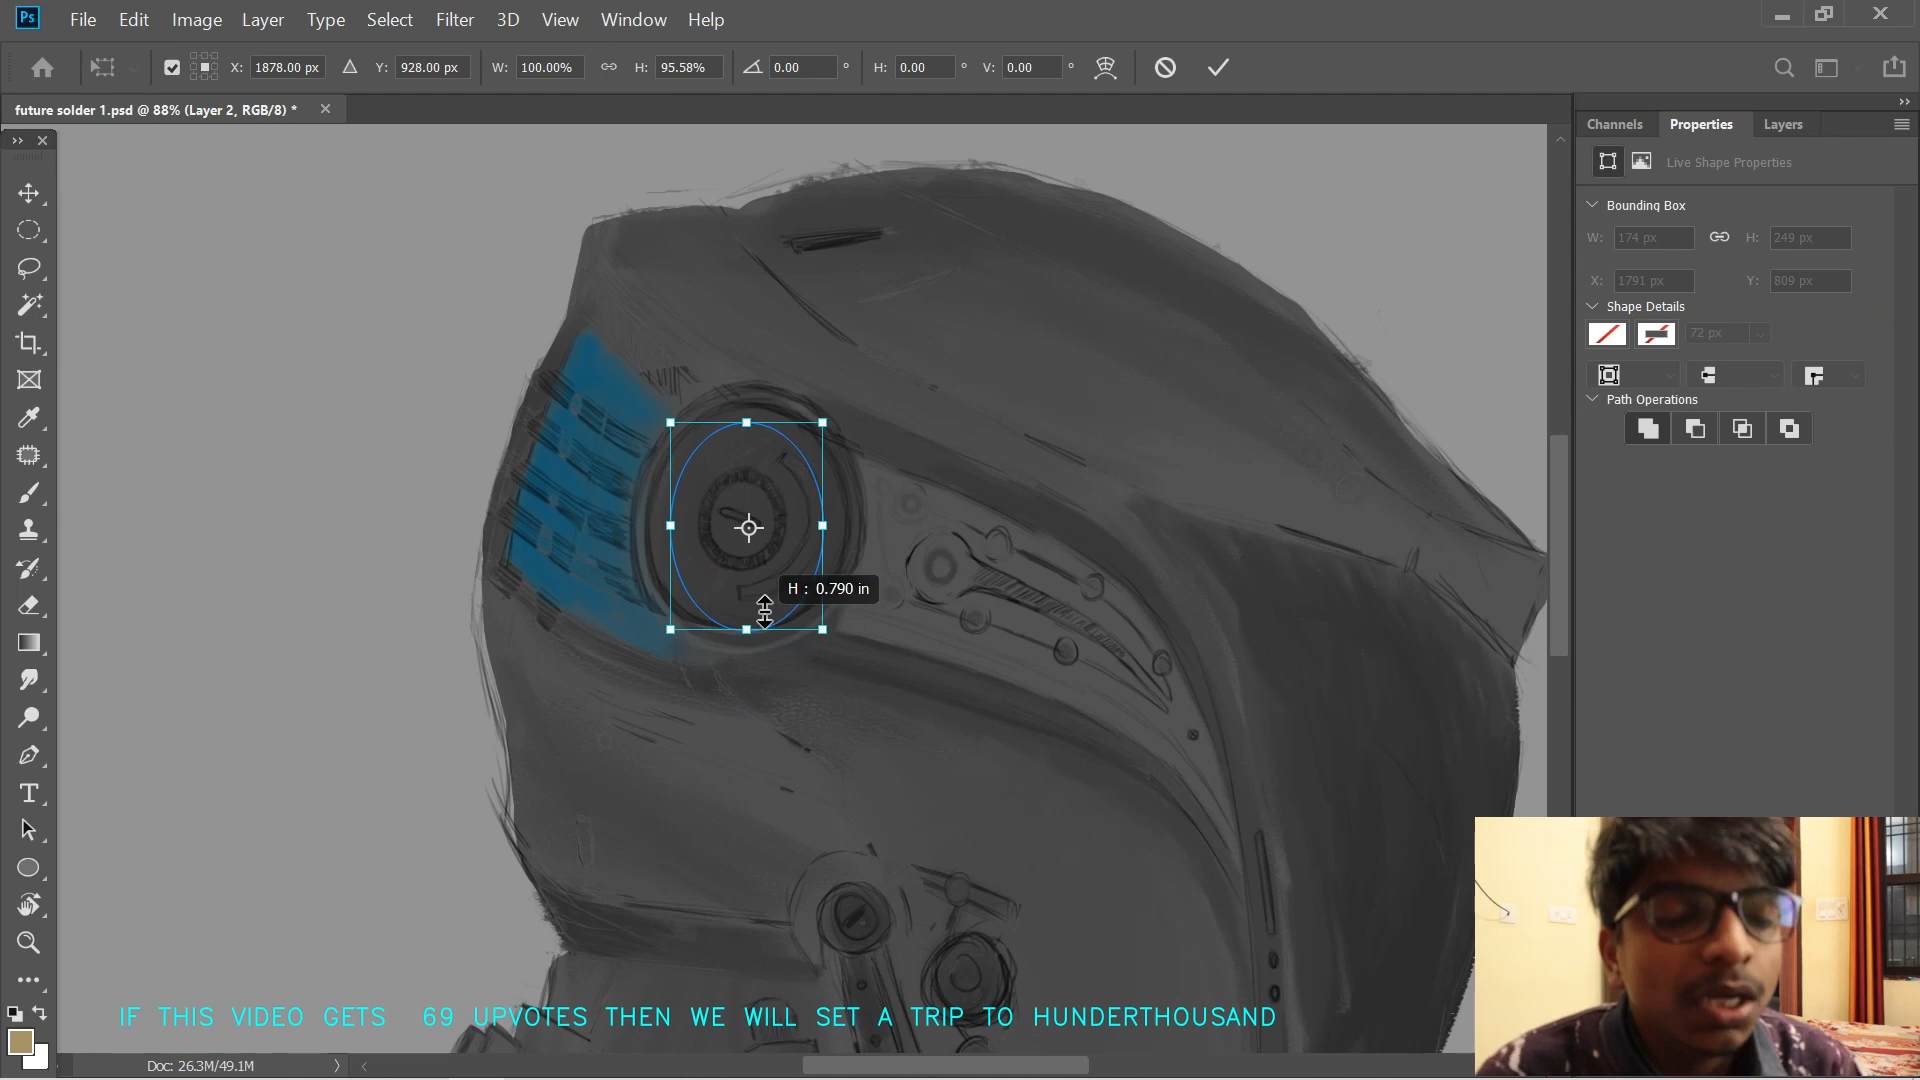 Ps File Edit Image Layer Type Select Filter 3D View Window Help
X: 1878.00 px Y: 928.00 px W: 100.00% H: 95.58% 0.00 ° H: 0.00 ° V: 0.00 °
future solder 1.psd @ 88% (Layer 2, RGB/8) *
Channels Properties Layers
Live Shape Properties
Bounding Box
W: 174 px H: 249 px
X: 1791 px Y: 809 px
Shape Details
72 px
Path Operations
H : 0.790 in
IF THIS VIDEO GETS 69 UPVOTES THEN WE WILL SET A TRIP TO HUNDERTHOUSAND
Doc: 26.3M/49.1M